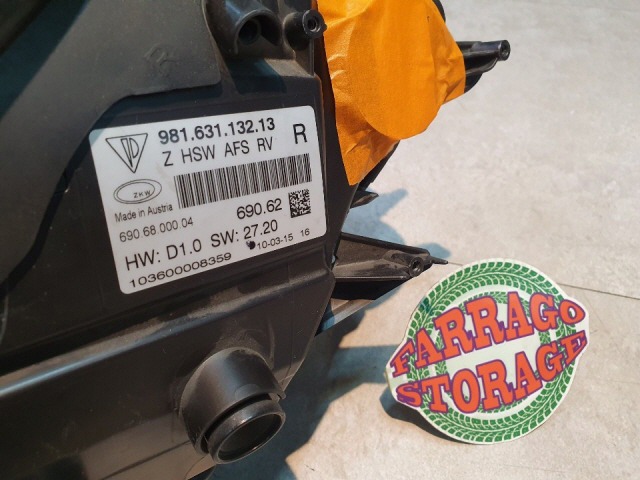 981.631.132.13
Z HSW AFS RV
R
ZKW
Made in Austria
690 68 000 04
690.62
HW: D1.0 SW: 27.20
10-03-15 16
103600008359
FARRAGO
STORAGE